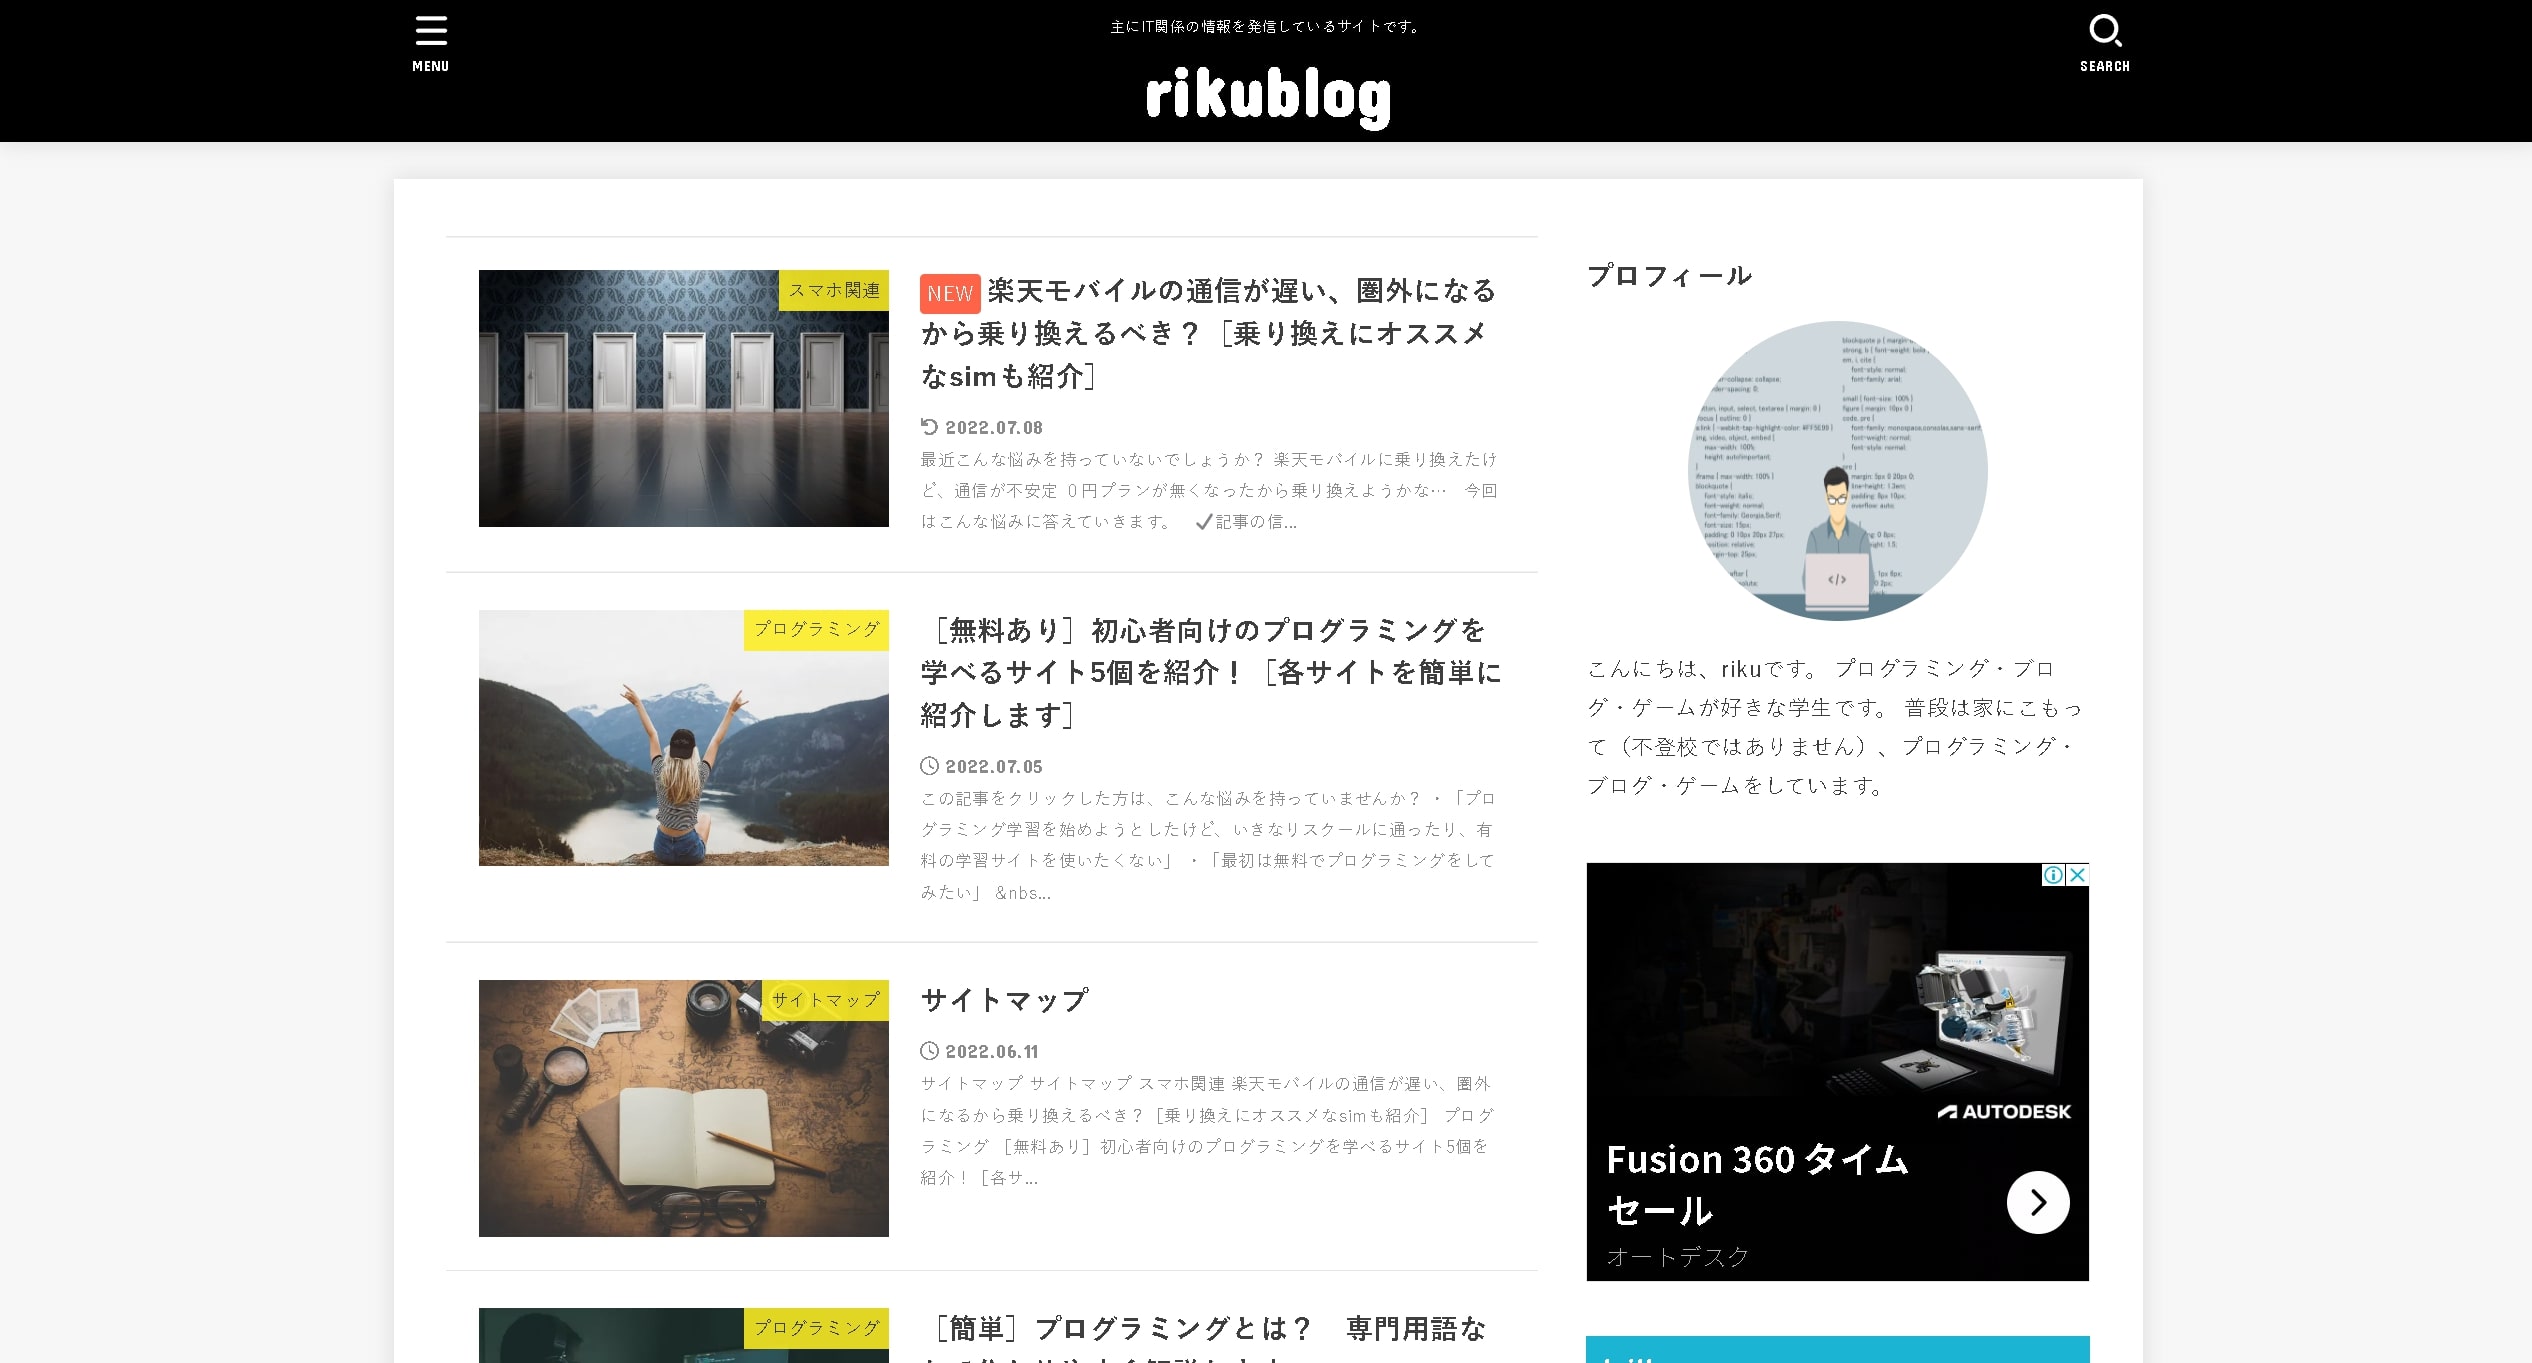 主にIT関係の情報を発信しているサイトです。
MENU
SEARCH
rikublog
スマホ関連
NEW 楽天モバイルの通信が遅い、圏外になる
から乗り換えるべき？［乗り換えにオススメ
なsimも紹介］
2022.07.08
最近こんな悩みを持っていないでしょうか？ 楽天モバイルに乗り換えたけ
ど、通信が不安定 ０円プランが無くなったから乗り換えようかな… 今回
はこんな悩みに答えていきます。 ✓記事の信...
プログラミング
［無料あり］初心者向けのプログラミングを
学べるサイト5個を紹介！［各サイトを簡単に
紹介します］
2022.07.05
この記事をクリックした方は、こんな悩みを持っていませんか？ ・「プロ
グラミング学習を始めようとしたけど、いきなりスクールに通ったり、有
料の学習サイトを使いたくない」 ・「最初は無料でプログラミングをして
みたい」 &nbs...
サイトマップ
サイトマップ
2022.06.11
サイトマップ サイトマップ スマホ関連 楽天モバイルの通信が遅い、圏外
になるから乗り換えるべき？［乗り換えにオススメなsimも紹介］ プログ
ラミング ［無料あり］初心者向けのプログラミングを学べるサイト5個を
紹介！［各サ...
プログラミング
［簡単］プログラミングとは？　専門用語な
プロフィール
こんにちは、rikuです。 プログラミング・ブロ
グ・ゲームが好きな学生です。 普段は家にこもっ
て（不登校ではありません）、プログラミング・
ブログ・ゲームをしています。
AUTODESK
Fusion 360 タイム
セール
オートデスク